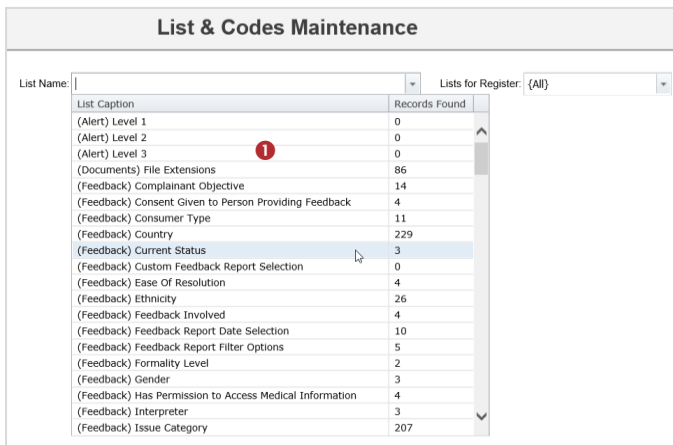 List & Codes Maintenance
List Name: Lists for Register: {All}
List Caption Records Found
(Alert) Level 1 0
(Alert) Level 2 0
(Alert) Level 3 0
1
(Documents) File Extensions 86
(Feedback) Complainant Objective 14
(Feedback) Consent Given to Person Providing Feedback 4
(Feedback) Consumer Type 11
(Feedback) Country 229
(Feedback) Current Status 3
(Feedback) Custom Feedback Report Selection 0
(Feedback) Ease Of Resolution 4
(Feedback) Ethnicity 26
(Feedback) Feedback Involved 4
(Feedback) Feedback Report Date Selection 10
(Feedback) Feedback Report Filter Options 5
(Feedback) Formality Level 2
(Feedback) Gender 3
(Feedback) Has Permission to Access Medical Information 4
(Feedback) Interpreter 3
(Feedback) Issue Category 207